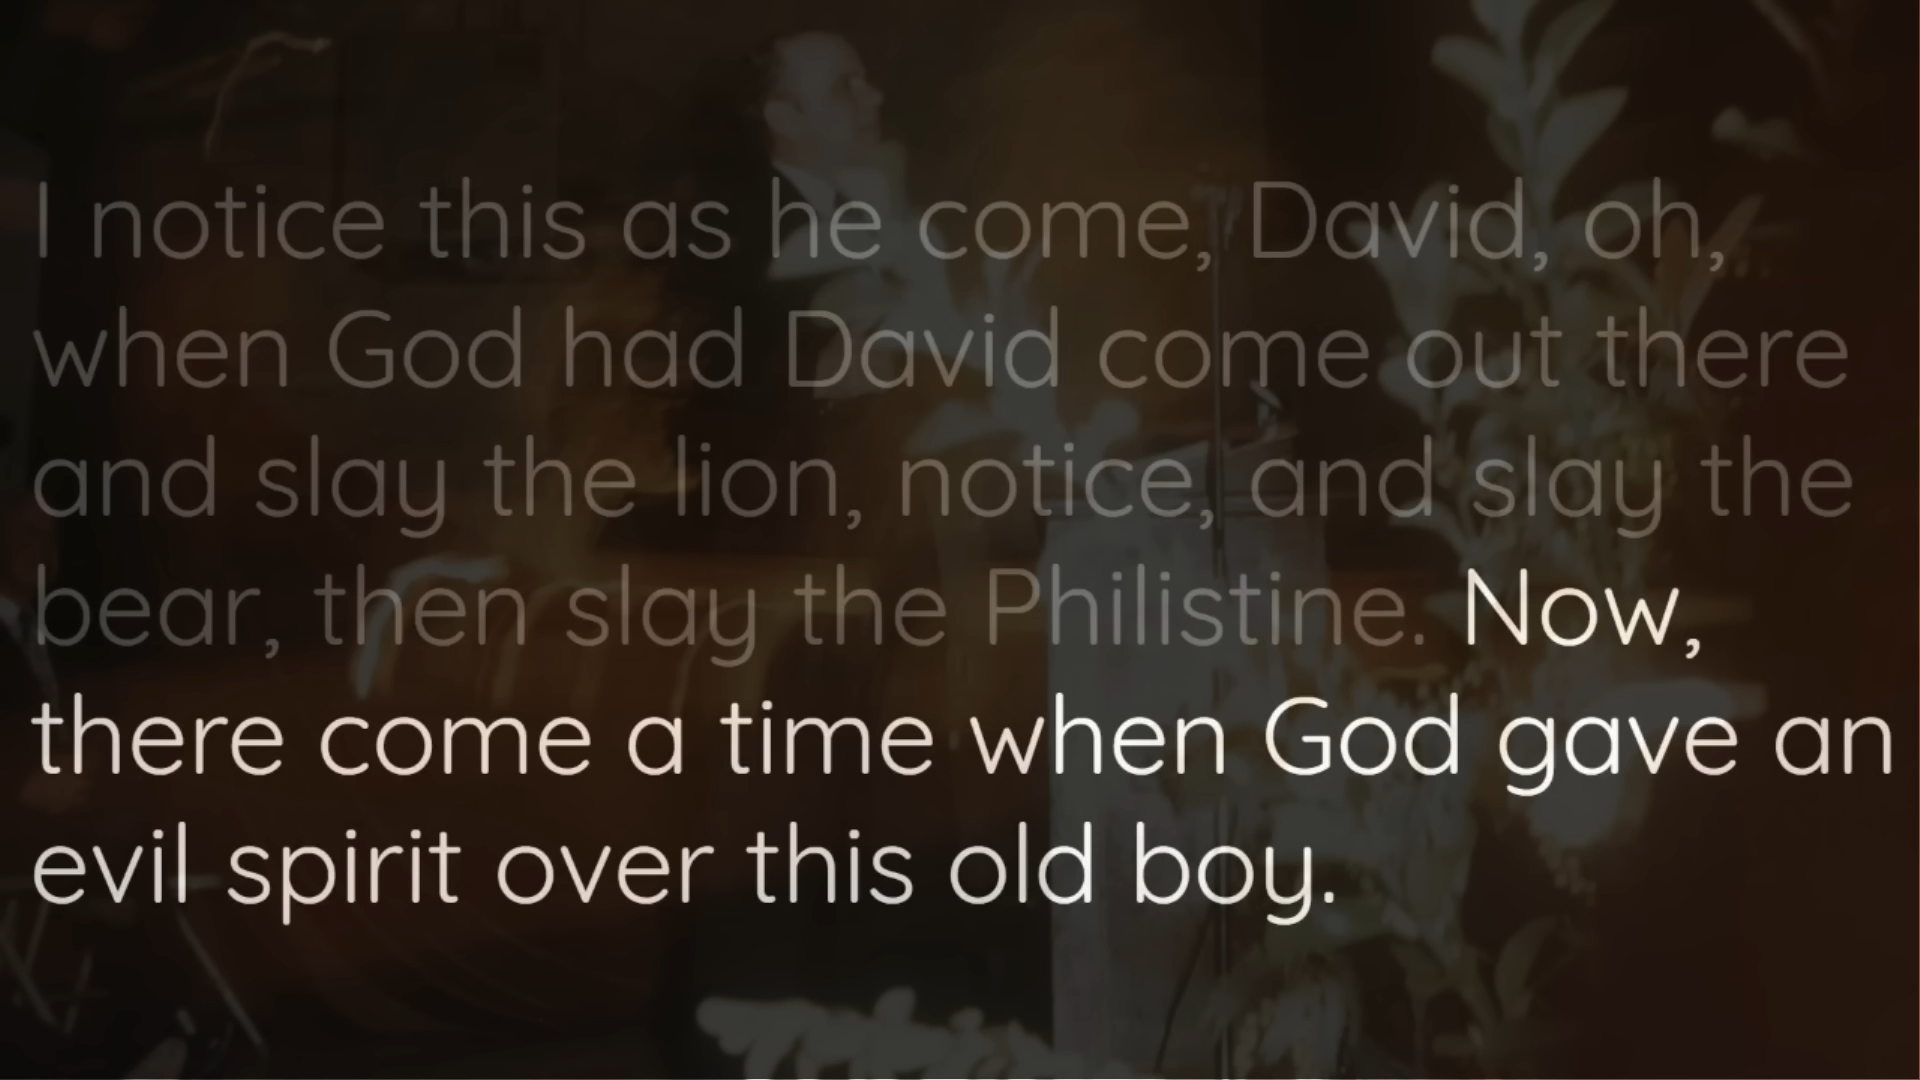 I notice this as he come, David, oh,
when God had David come out there
and slay the lion, notice, and slay the
bear, then slay the Philistine. Now,
there come a time when God gave an
evil spirit over this old boy.